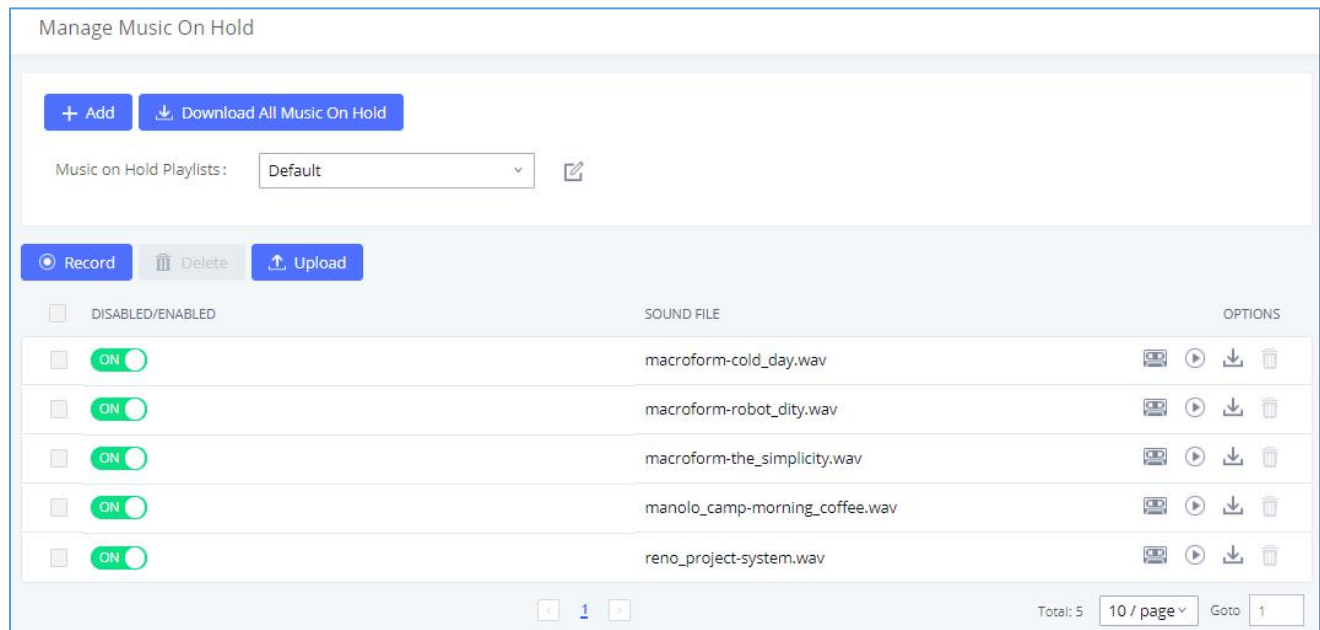 Manage Music On Hold
+ Add Download All Music On Hold
Music on Hold Playlists: Default
Record Delete Upload
DISABLED/ENABLED SOUND FILE OPTIONS
ON macroform-cold_day.wav
ON macroform-robot_dity.wav
ON macroform-the_simplicity.wav
ON manolo_camp-morning_coffee.wav
ON reno_project-system.wav
< 1 > Total: 5 10 / page Goto 1